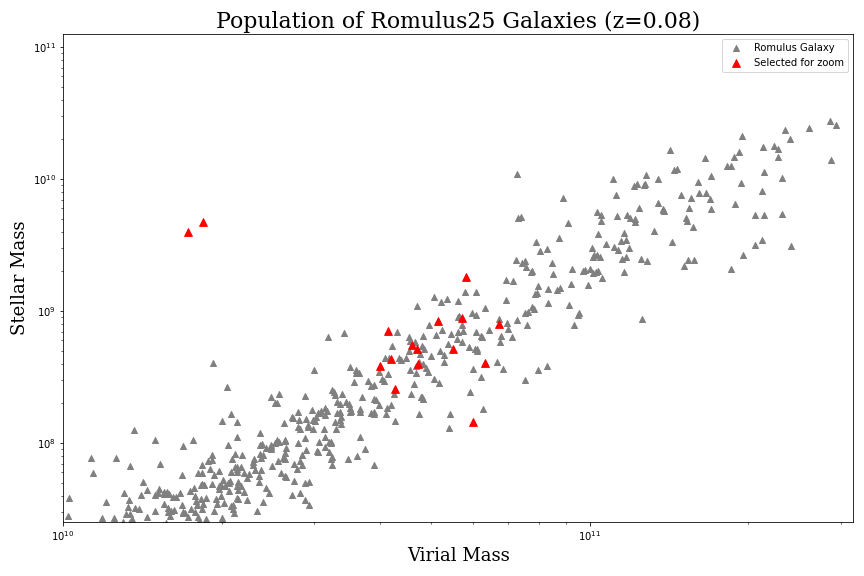 Population of Romulus25 Galaxies (z=0.08)
Romulus Galaxy
Selected for zoom
Stellar Mass
10¹¹
10¹⁰
10⁹
10⁸
10¹⁰
10¹¹
Virial Mass